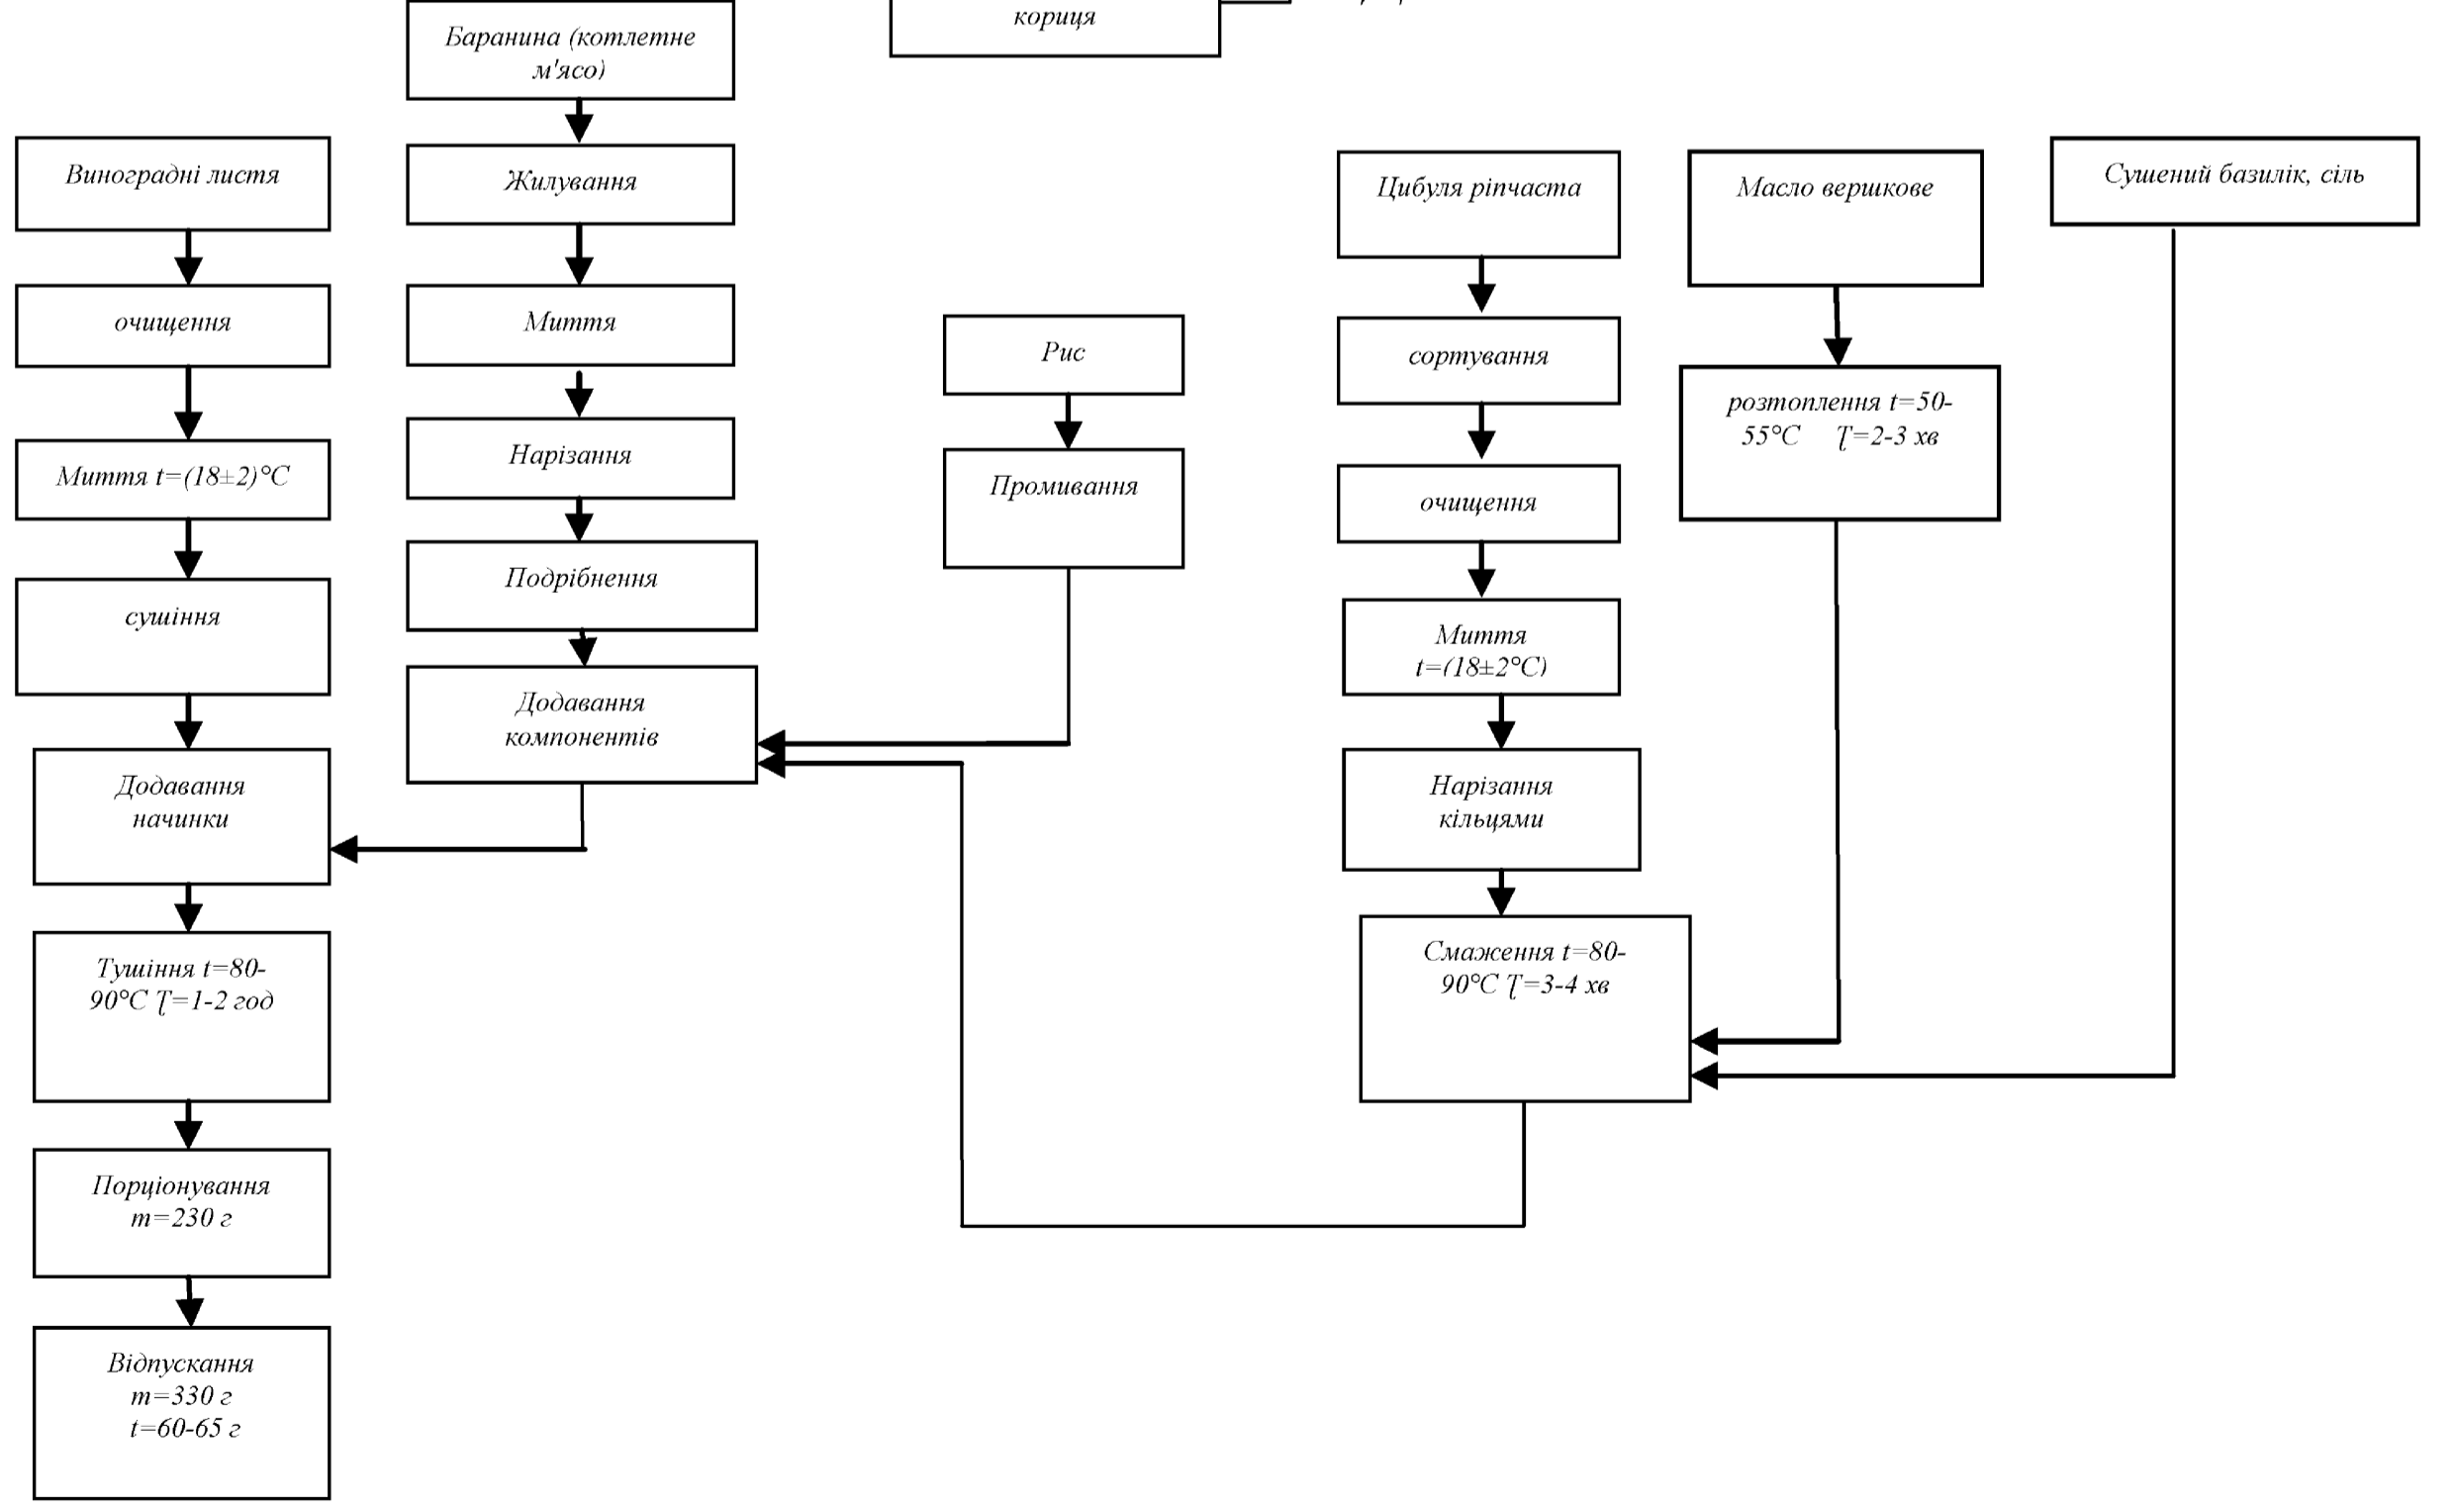 кориця
Баранина (котлетне
м'ясо)
Виноградні листя
Жилування
Цибуля ріпчаста
Масло вершкове
Сушений базилік, сіль
очищення
Миття
Рис
сортування
розтоплення t=50-
55°C Ʈ=2-3 хв
Миття t=(18±2)°C
Нарізання
Промивання
очищення
сушіння
Подрібнення
Миття
t=(18±2°C)
Додавання
компонентів
Додавання
начинки
Нарізання
кільцями
Тушіння t=80-
90°C Ʈ=1-2 год
Смаження t=80-
90°C Ʈ=3-4 хв
Порціонування
m=230 г
Відпускання
m=330 г
t=60-65 г